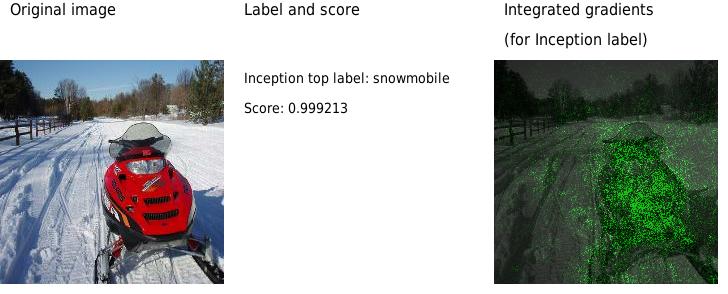 Original image
Label and score
Integrated gradients
(for Inception label)
Inception top label: snowmobile
Score: 0.999213